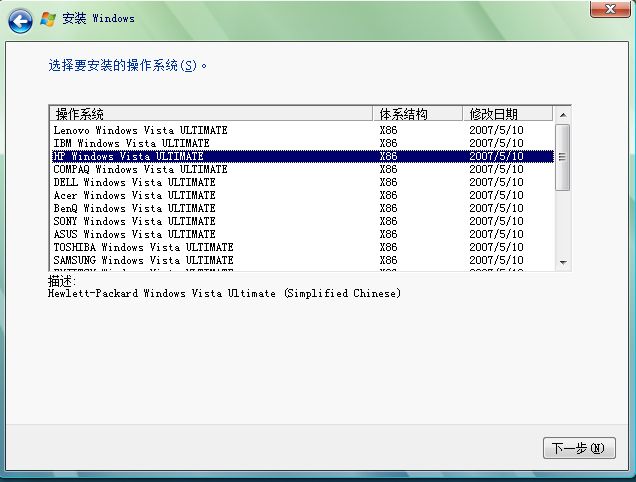 安装 Windows
选择要安装的操作系统(S)。
操作系统 体系结构 修改日期
Lenovo Windows Vista ULTIMATE X86 2007/5/10
IBM Windows Vista ULTIMATE X86 2007/5/10
HP Windows Vista ULTIMATE X86 2007/5/10
COMPAQ Windows Vista ULTIMATE X86 2007/5/10
DELL Windows Vista ULTIMATE X86 2007/5/10
Acer Windows Vista ULTIMATE X86 2007/5/10
BenQ Windows Vista ULTIMATE X86 2007/5/10
SONY Windows Vista ULTIMATE X86 2007/5/10
ASUS Windows Vista ULTIMATE X86 2007/5/10
TOSHIBA Windows Vista ULTIMATE X86 2007/5/10
SAMSUNG Windows Vista ULTIMATE X86 2007/5/10
描述:
Hewlett-Packard Windows Vista Ultimate (Simplified Chinese)
下一步(N)